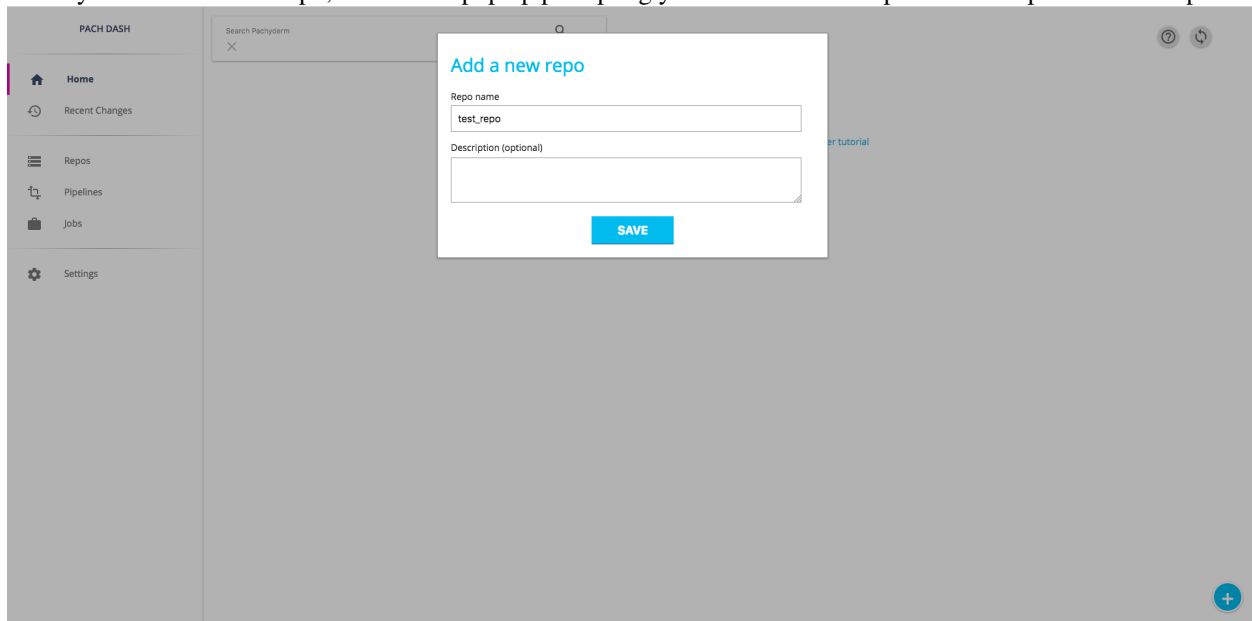 PACH DASH
Home
Recent Changes
Repos
Pipelines
Jobs
Settings
Search Pachyderm
Add a new repo
Repo name
test_repo
Description (optional)
SAVE
er tutorial